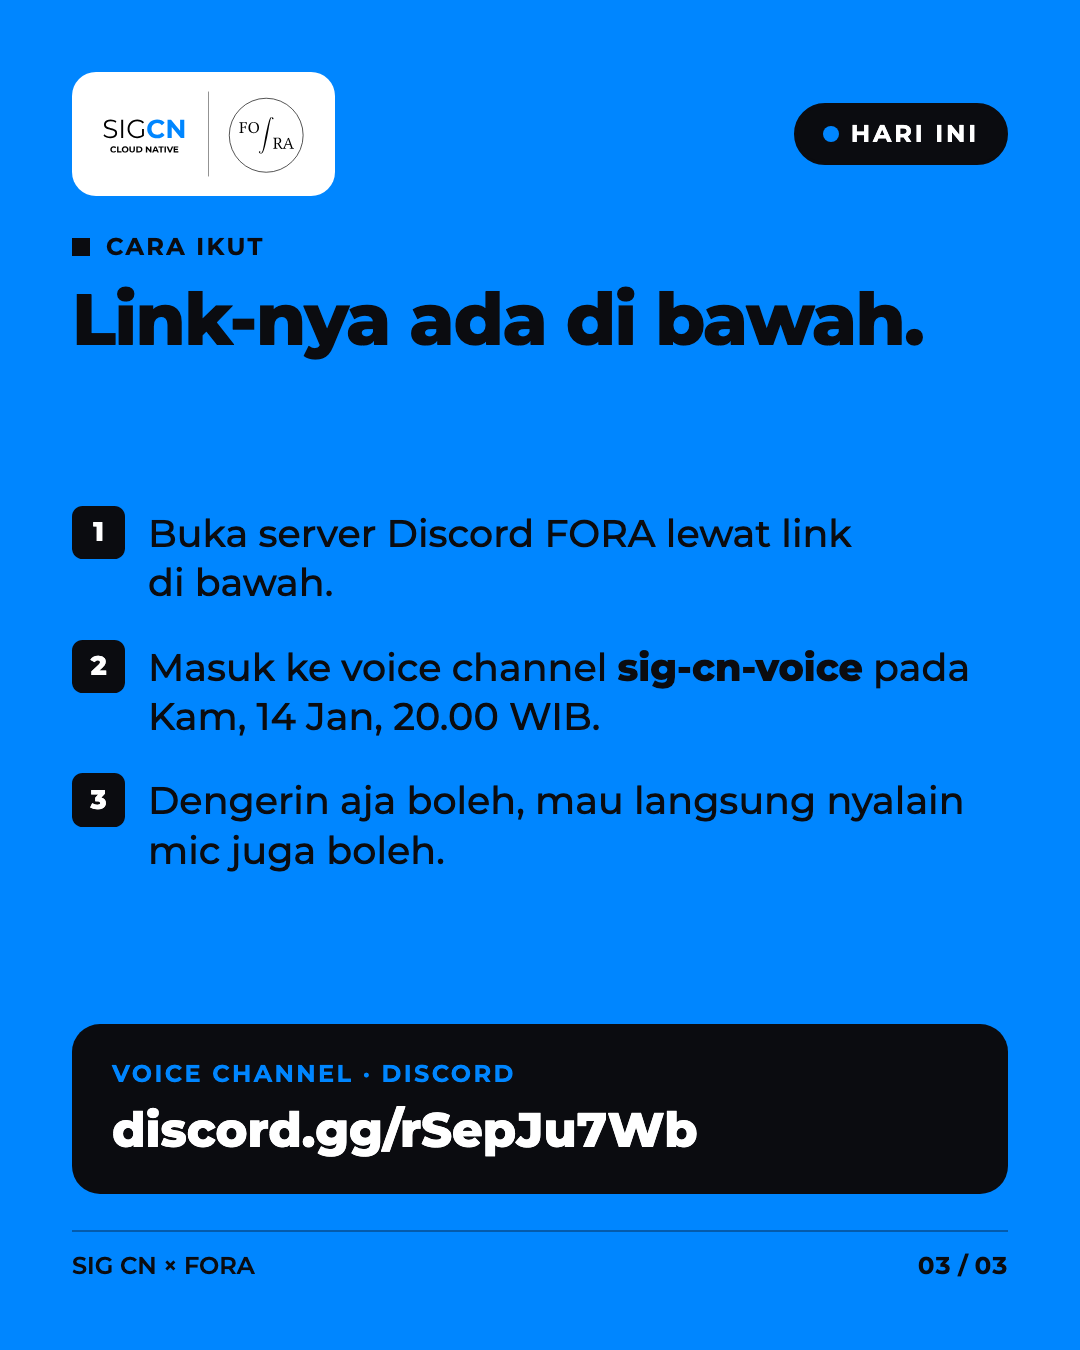 SIGCN
CLOUD NATIVE
FO
RA
HARI INI
CARA IKUT
Link-nya ada di bawah.
1
Buka server Discord FORA lewat link
di bawah.
2
Masuk ke voice channel sig-cn-voice pada
Kam, 14 Jan, 20.00 WIB.
3
Dengerin aja boleh, mau langsung nyalain
mic juga boleh.
VOICE CHANNEL · DISCORD
discord.gg/rSepJu7Wb
SIG CN × FORA
03 / 03